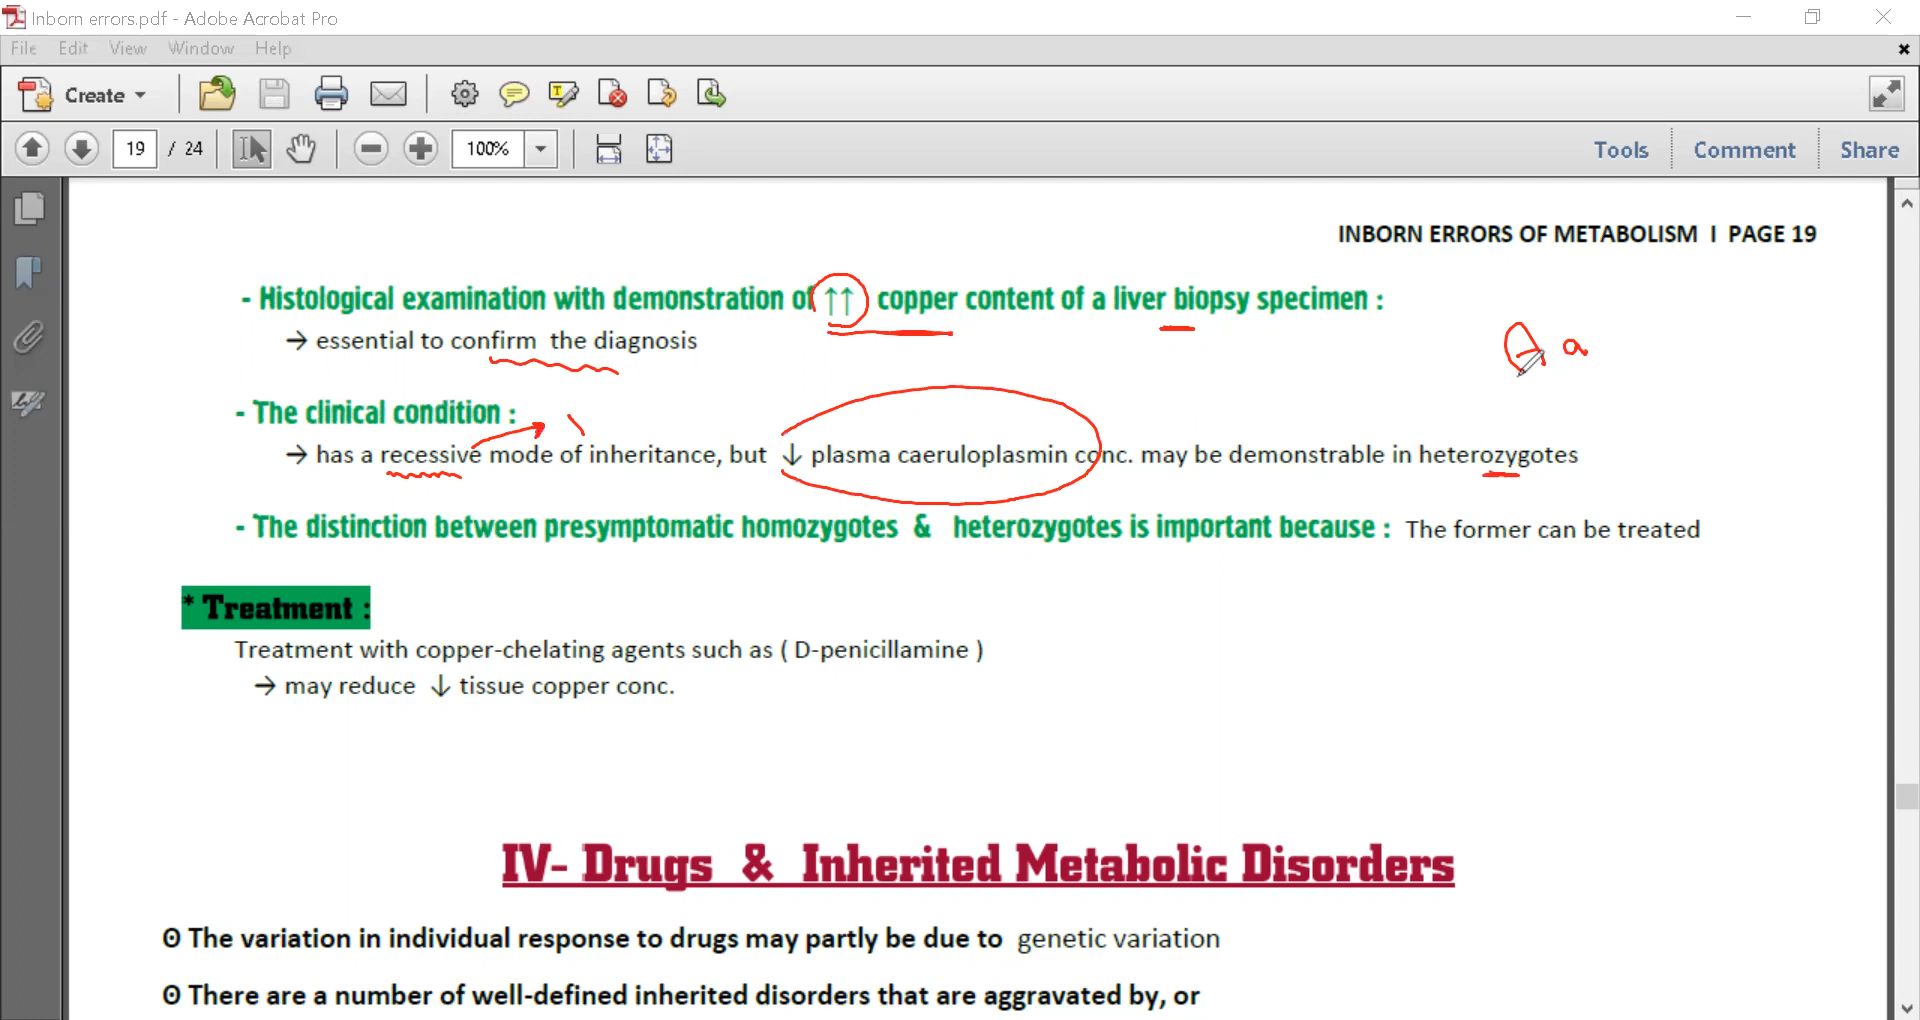 Inborn errors.pdf - Adobe Acrobat Pro
File Edit View Window Help
Create
19 / 24 100% Tools Comment Share
INBORN ERRORS OF METABOLISM I PAGE 19
- Histological examination with demonstration of ↑↑ copper content of a liver biopsy specimen :
→ essential to confirm the diagnosis
a
- The clinical condition :
→ has a recessive mode of inheritance, but ↓ plasma caeruloplasmin conc. may be demonstrable in heterozygotes
- The distinction between presymptomatic homozygotes & heterozygotes is important because : The former can be treated
* Treatment :
Treatment with copper-chelating agents such as ( D-penicillamine )
→ may reduce ↓ tissue copper conc.
IV- Drugs & Inherited Metabolic Disorders
ʘ The variation in individual response to drugs may partly be due to genetic variation
ʘ There are a number of well-defined inherited disorders that are aggravated by, or